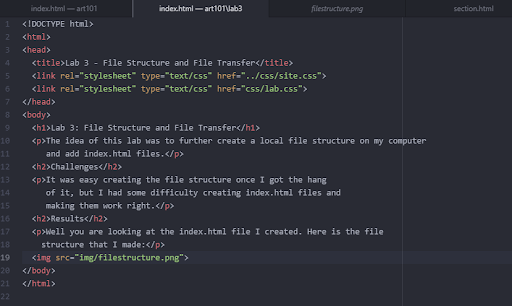 index.html — art101
index.html — art101\lab3
filestructure.png
section.html
1 <!DOCTYPE html>
2 <html>
3 <head>
4 <title>Lab 3 - File Structure and File Transfer</title>
5 <link rel="stylesheet" type="text/css" href="../css/site.css">
6 <link rel="stylesheet" type="text/css" href="css/lab.css">
7 </head>
8 <body>
9 <h1>Lab 3: File Structure and File Transfer</h1>
10 <p>The idea of this lab was to further create a local file structure on my computer
11 and add index.html files.</p>
12 <h2>Challenges</h2>
13 <p>It was easy creating the file structure once I got the hang
14 of it, but I had some difficulty creating index.html files and
15 making them work right.</p>
16 <h2>Results</h2>
17 <p>Well you are looking at the index.html file I created. Here is the file
18 structure that I made:</p>
19 <img src="img/filestructure.png">
20 </body>
21 </html>
22